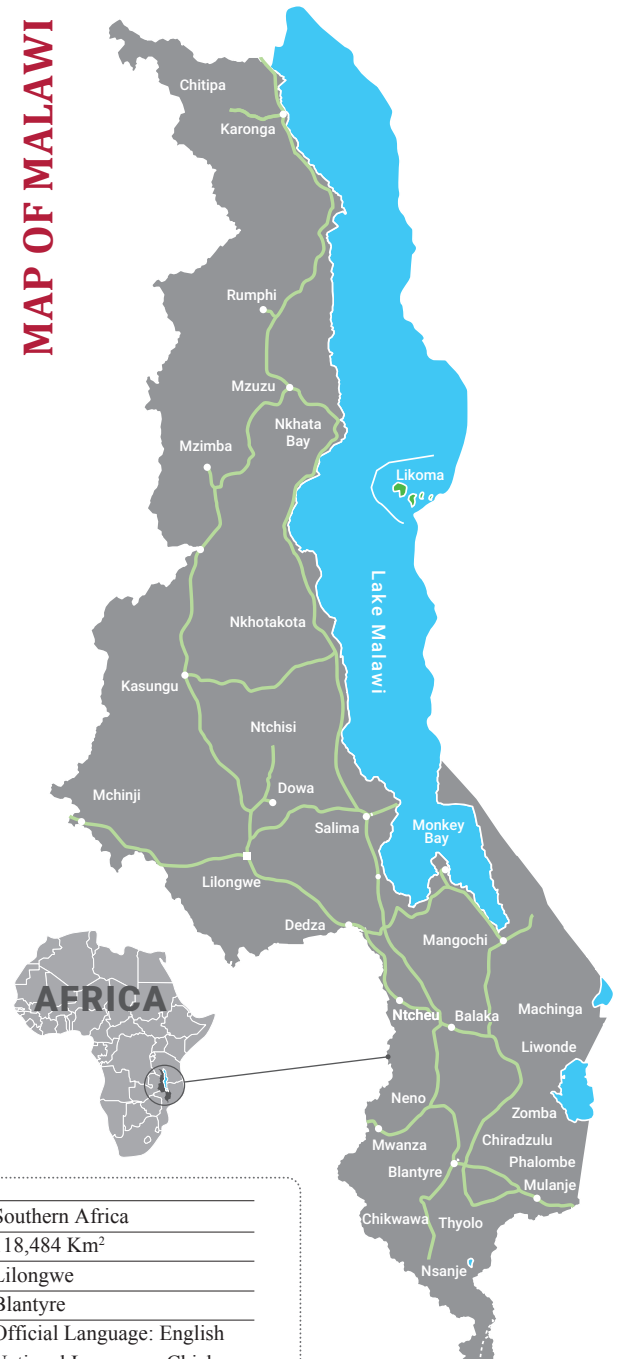 MAP OF MALAWI
Chitipa
Karonga
Rumphi
Mzuzu
Nkhata
Bay
Mzimba
Likoma
Lake Malawi
Nkhotakota
Kasungu
Ntchisi
Dowa
Mchinji
Salima
Monkey
Bay
Lilongwe
Dedza
Mangochi
AFRICA
Machinga
Ntcheu
Balaka
Liwonde
Neno
Zomba
Mwanza
Chiradzulu
Phalombe
Blantyre
Mulanje
Chikwawa
Thyolo
Nsanje
Southern Africa
18,484 Km²
Lilongwe
Blantyre
Official Language: English